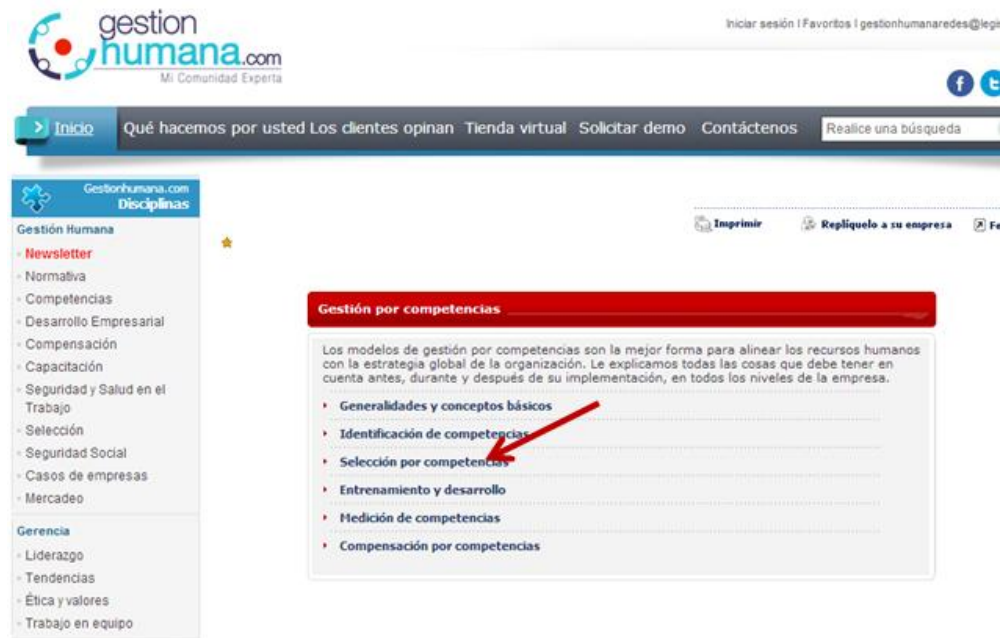 gestion
humana.com
Mi Comunidad Experta
Iniciar sesión I Favoritos I gestionhumanaredes@legi
Inicio Qué hacemos por usted Los clientes opinan Tienda virtual Solicitar demo Contáctenos Realice una búsqueda
Gestionhumana.com
Disciplinas
Gestión Humana
Newsletter
Normativa
Competencias
Desarrollo Empresarial
Compensación
Capacitación
Seguridad y Salud en el
Trabajo
Selección
Seguridad Social
Casos de empresas
Mercadeo
Gerencia
Liderazgo
Tendencias
Ética y valores
Trabajo en equipo
Imprimir Replíquelo a su empresa Fe
Gestión por competencias
Los modelos de gestión por competencias son la mejor forma para alinear los recursos humanos
con la estrategia global de la organización. Le explicamos todas las cosas que debe tener en
cuenta antes, durante y después de su implementación, en todos los niveles de la empresa.
Generalidades y conceptos básicos
Identificación de competencias
Selección por competencias
Entrenamiento y desarrollo
Medición de competencias
Compensación por competencias